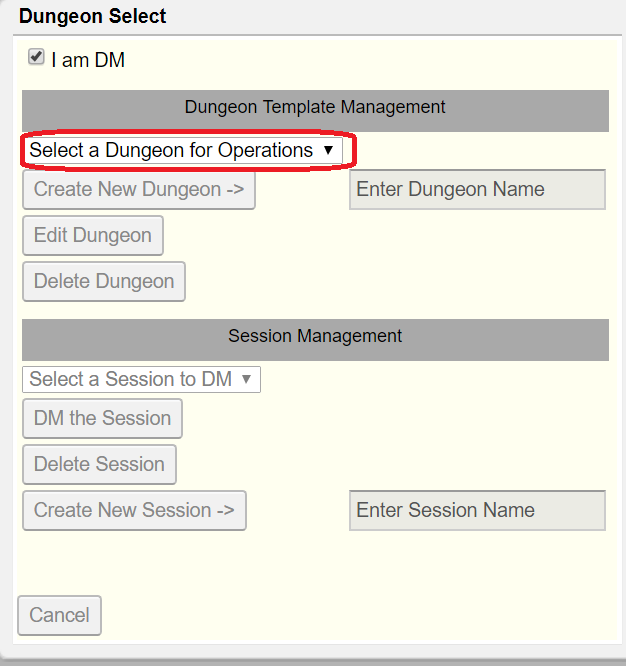 Dungeon Select
I am DM
Dungeon Template Management
Select a Dungeon for Operations
Create New Dungeon -> Enter Dungeon Name
Edit Dungeon
Delete Dungeon
Session Management
Select a Session to DM
DM the Session
Delete Session
Create New Session -> Enter Session Name
Cancel